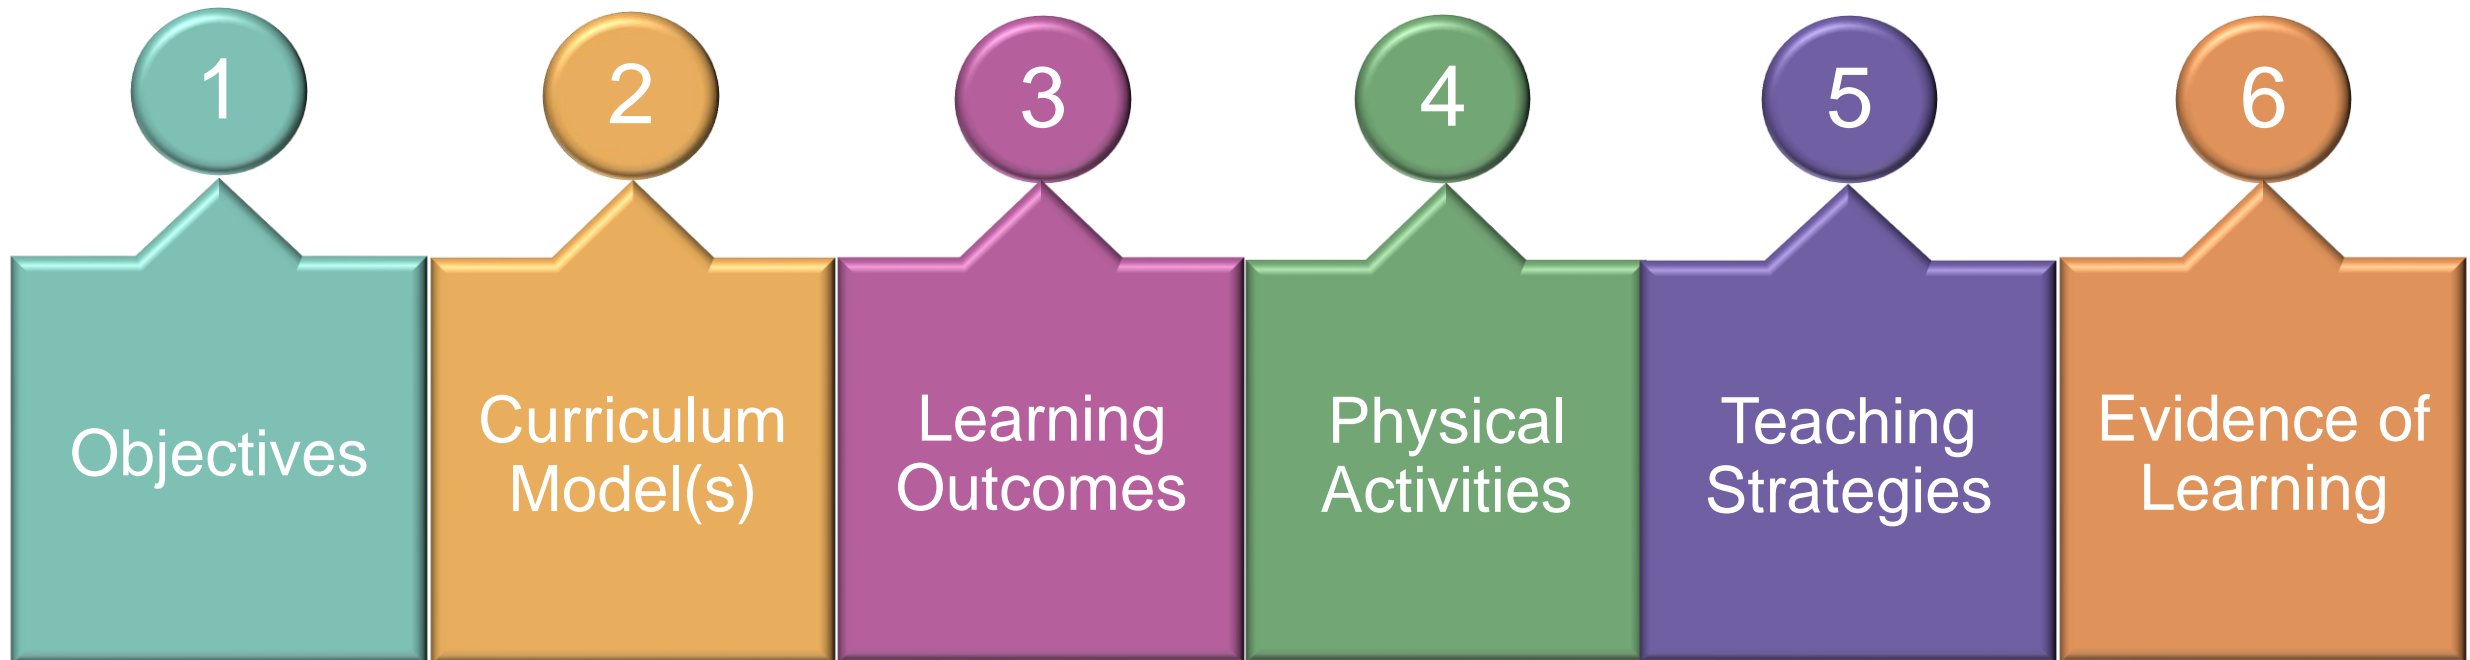 1
Objectives
2
Curriculum
Model(s)
3
Learning
Outcomes
4
Physical
Activities
5
Teaching
Strategies
6
Evidence of
Learning